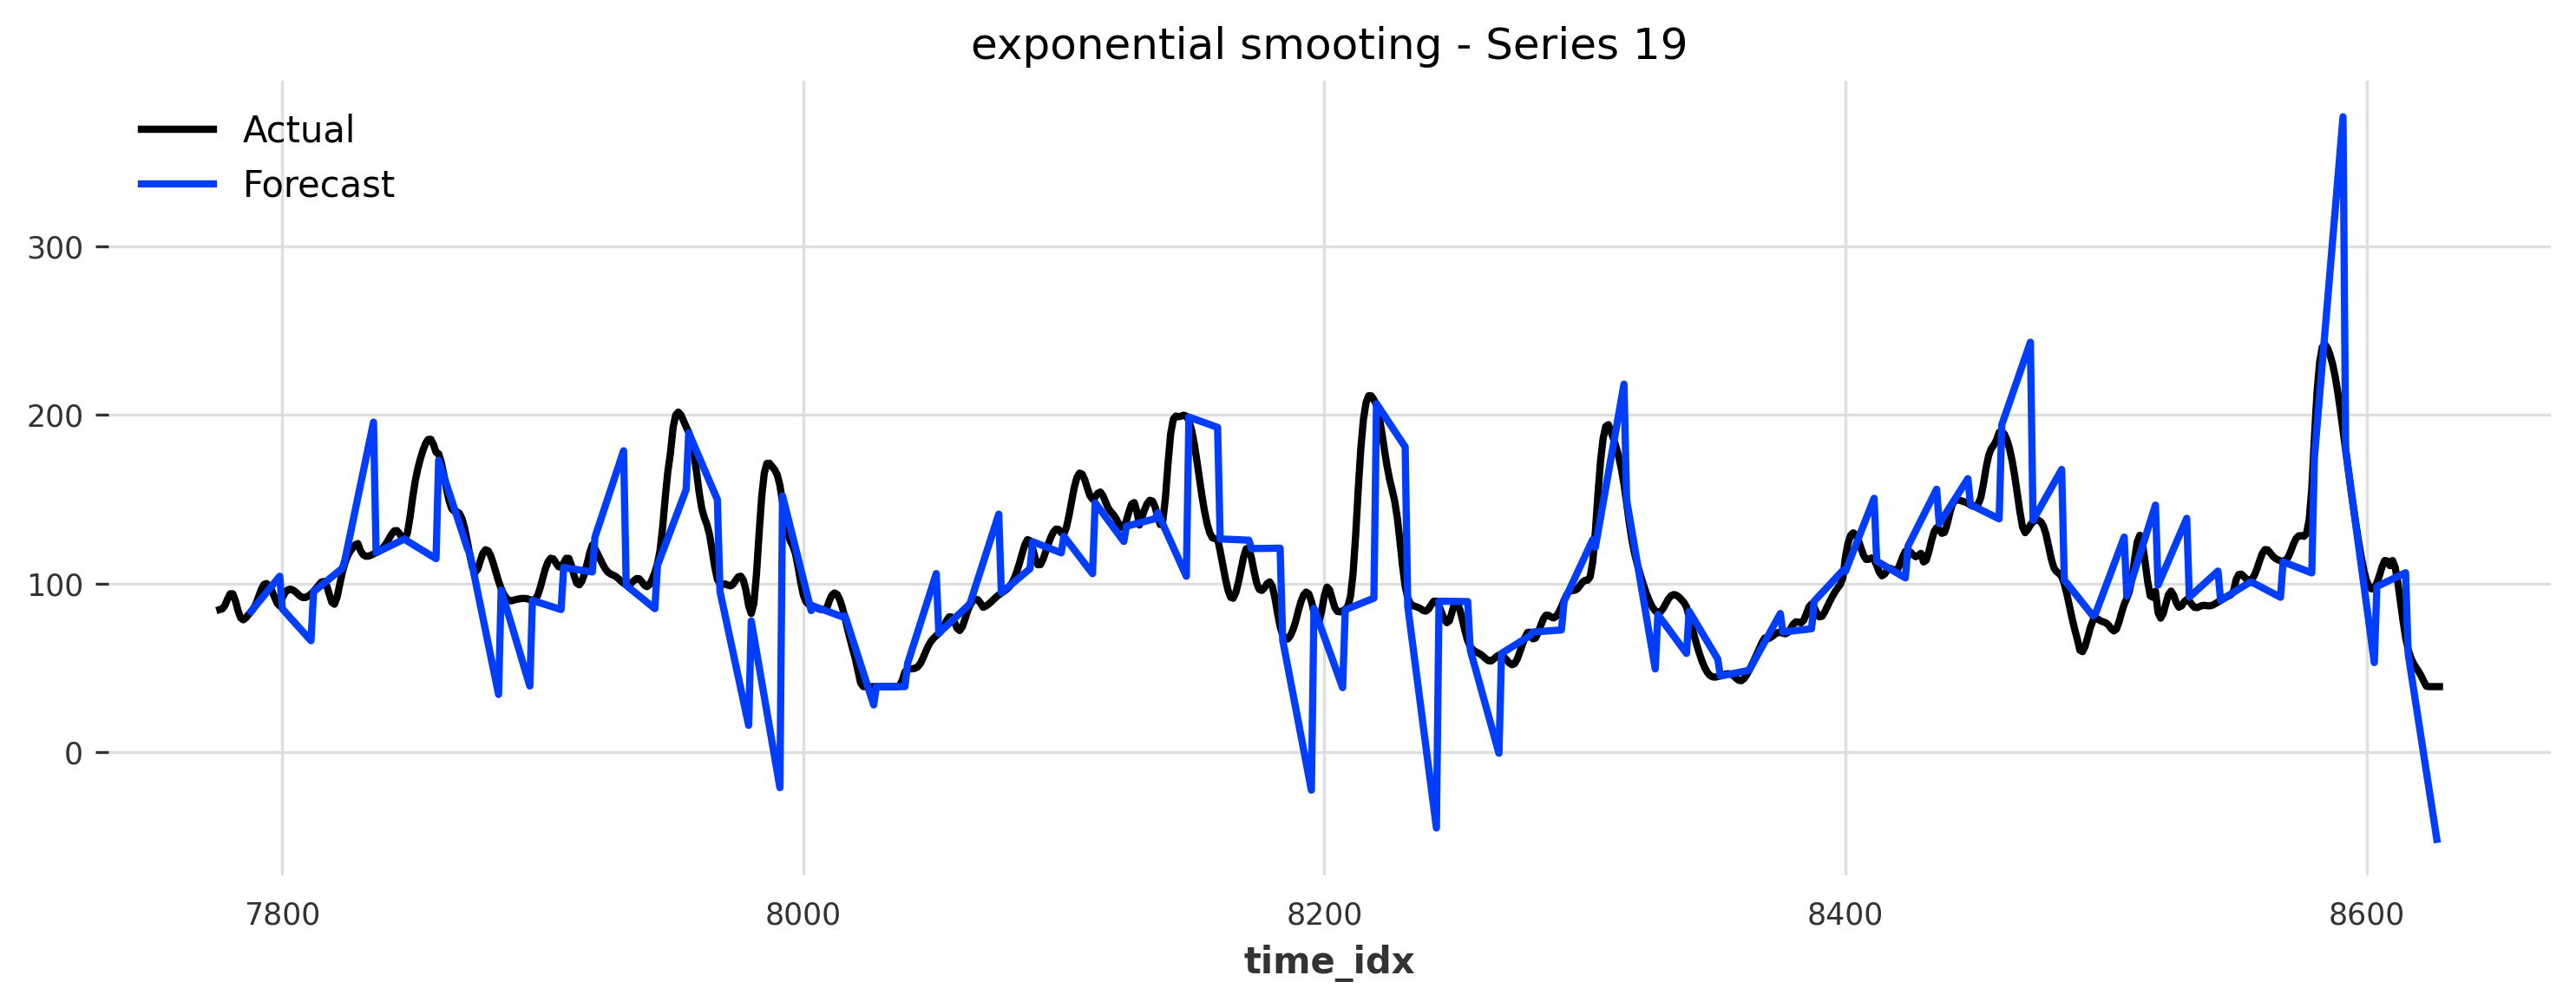 exponential smooting - Series 19
Actual
Forecast
300
200
100
0
7800 8000 8200 8400 8600
time_idx